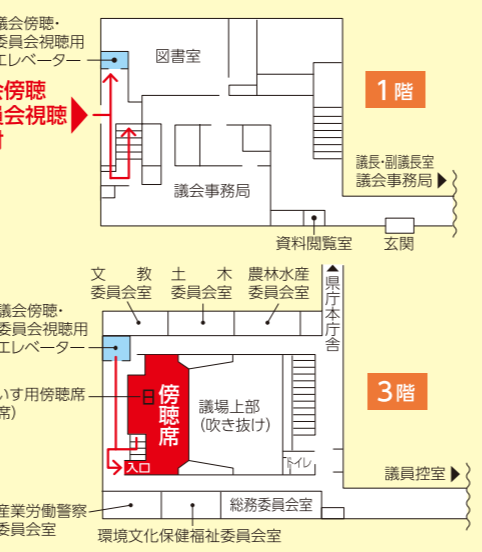 議会傍聴・
委員会視聴用
エレベーター
図書室
1階
会傍聴
員会視聴
付
議会事務局
議長・副議長室
議会事務局
資料閲覧室
玄関
文教
委員会室
土木
委員会室
農林水産
委員会室
県庁本庁舎
議会傍聴・
委員会視聴用
エレベーター
いす用傍聴席
席)
傍聴席
議場上部
(吹き抜け)
3階
入口
トイレ
議員控室
産業労働警察
委員会室
総務委員会室
環境文化保健福祉委員会室